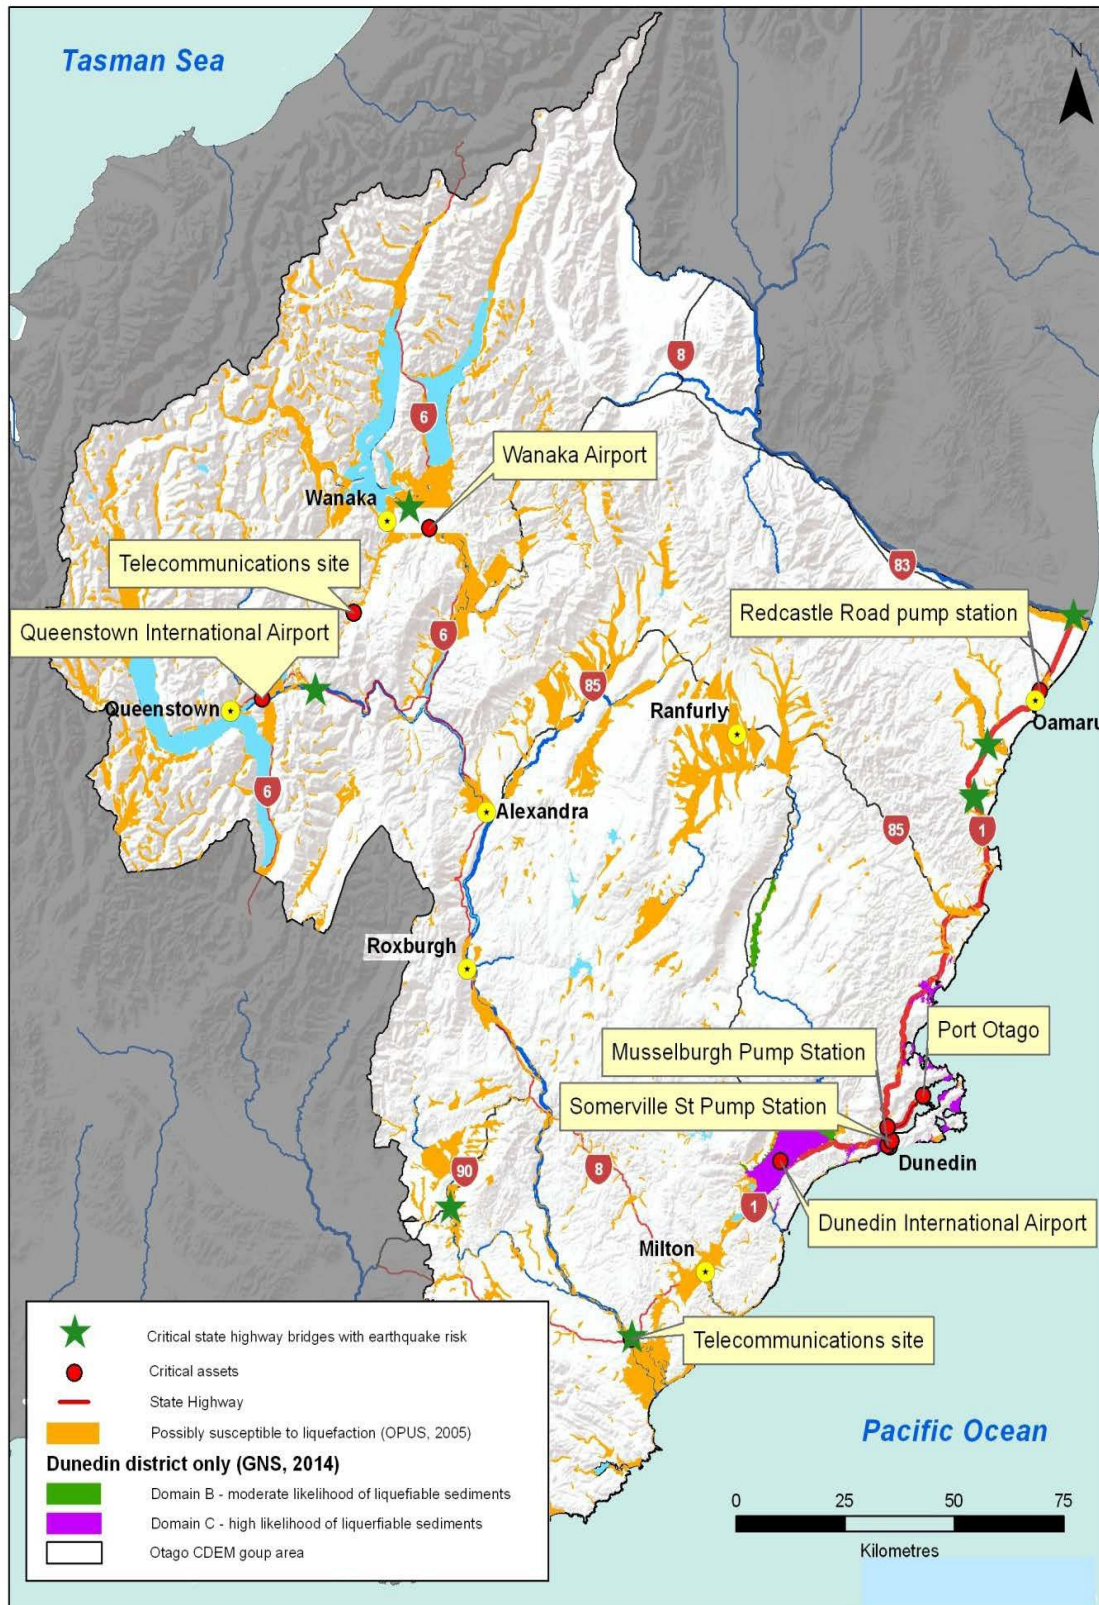 Tasman Sea
N
8
6
Wanaka Airport
Wanaka
83
Telecommunications site
Redcastle Road pump station
Queenstown International Airport
6
85
Queenstown
Ranfurly
Oamaru
6
Alexandra
85
1
Roxburgh
Port Otago
Musselburgh Pump Station
Somerville St Pump Station
Dunedin
90
8
1
Dunedin International Airport
Milton
Telecommunications site
Pacific Ocean
Critical state highway bridges with earthquake risk
Critical assets
State Highway
Possibly susceptible to liquefaction (OPUS, 2005)
Dunedin district only (GNS, 2014)
Domain B - moderate likelihood of liquefiable sediments
Domain C - high likelihood of liquerfiable sediments
Otago CDEM goup area
0 25 50 75
Kilometres